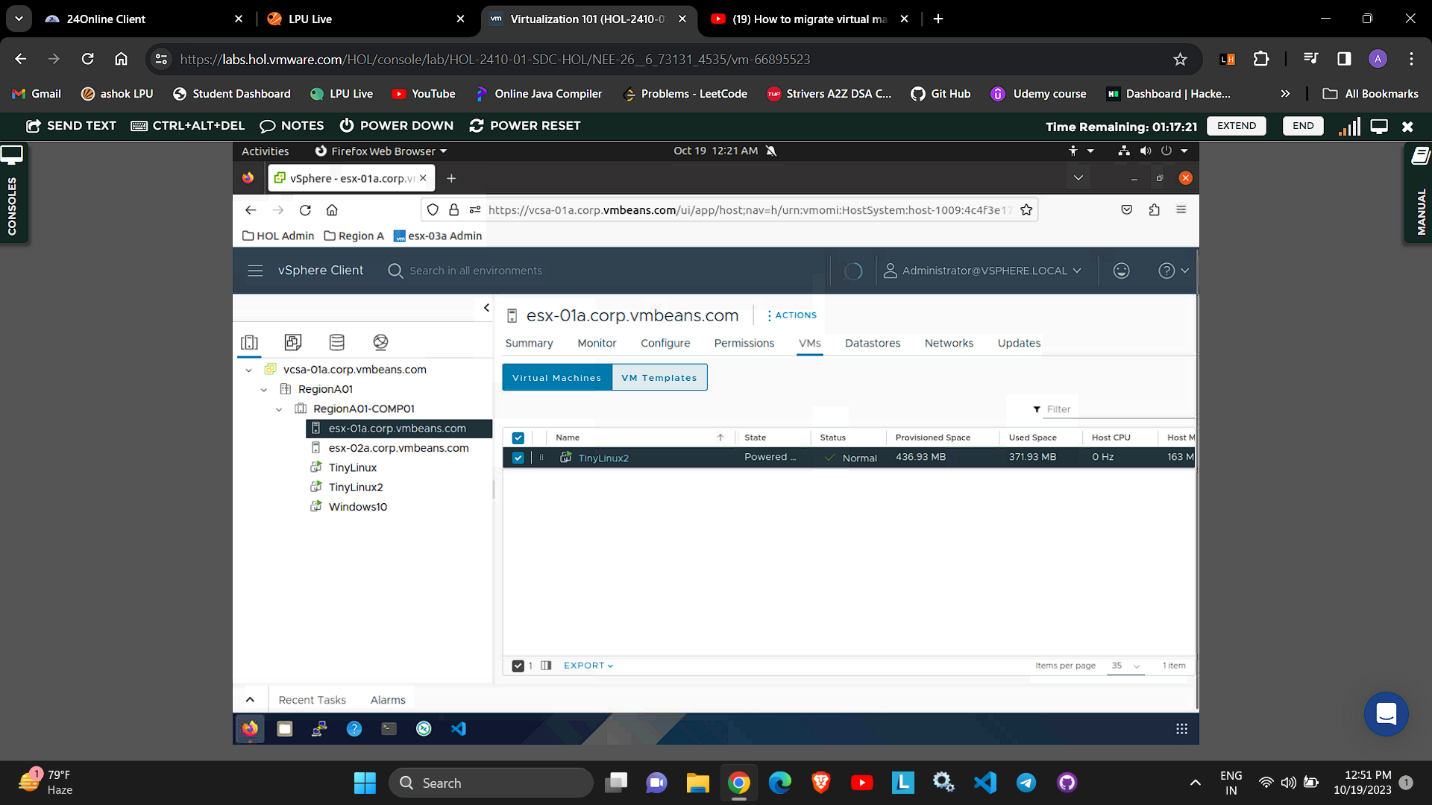 24Online Client
LPU Live
Virtualization 101 (HOL-2410-0
(19) How to migrate virtual ma
https://labs.hol.vmware.com/HOL/console/lab/HOL-2410-01-SDC-HOL/NEE-26__6_73131_4535/vm-66895523
A
Gmail
ashok LPU
Student Dashboard
LPU Live
YouTube
Online Java Compiler
Problems - LeetCode
Strivers A2Z DSA C...
Git Hub
Udemy course
Dashboard | Hacke...
All Bookmarks
SEND TEXT
CTRL+ALT+DEL
NOTES
POWER DOWN
POWER RESET
Time Remaining: 01:17:21
EXTEND
END
CONSOLES
MANUAL
Activities
Firefox Web Browser
Oct 19 12:21 AM
vSphere - esx-01a.corp.v
https://vcsa-01a.corp.vmbeans.com/ui/app/host;nav=h/urn:vmomi:HostSystem:host-1009:4c4f3e17
HOL Admin
Region A
esx-03a Admin
vSphere Client
Search in all environments
Administrator@VSPHERE.LOCAL
esx-01a.corp.vmbeans.com
ACTIONS
Summary
Monitor
Configure
Permissions
VMs
Datastores
Networks
Updates
vcsa-01a.corp.vmbeans.com
RegionA01
RegionA01-COMP01
esx-01a.corp.vmbeans.com
esx-02a.corp.vmbeans.com
TinyLinux
TinyLinux2
Windows10
Virtual Machines
VM Templates
Filter
Name
State
Status
Provisioned Space
Used Space
Host CPU
Host M
TinyLinux2
Powered ...
Normal
436.93 MB
371.93 MB
0 Hz
163 M
1
EXPORT
Items per page
35
1 item
Recent Tasks
Alarms
1
79°F
Haze
Search
ENG
IN
12:51 PM
10/19/2023
1